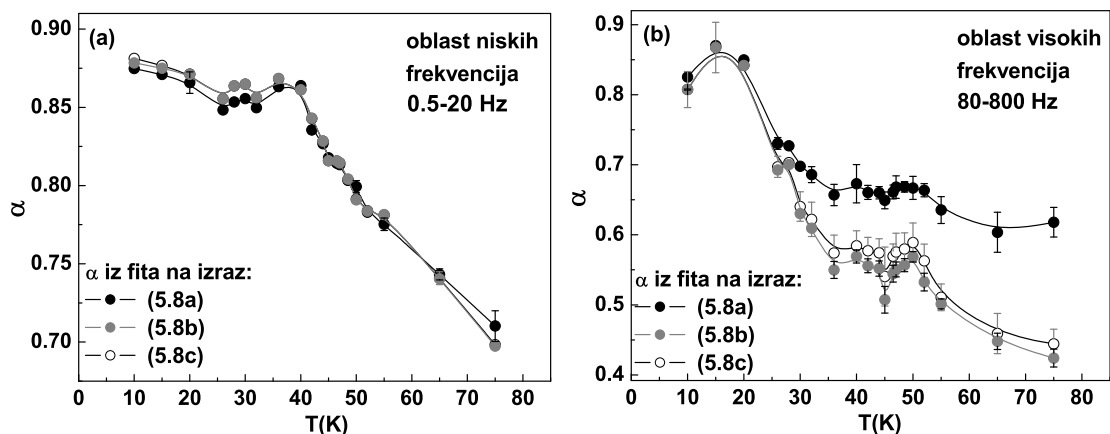 (a)
oblast niskih
frekvencija
0.5-20 Hz
α iz fita na izraz:
(5.8a)
(5.8b)
(5.8c)
0.90
0.85
0.80
0.75
0.70
α
0 10 20 30 40 50 60 70 80
T(K)
(b)
oblast visokih
frekvencija
80-800 Hz
α iz fita na izraz:
(5.8a)
(5.8b)
(5.8c)
0.9
0.8
0.7
0.6
0.5
0.4
α
0 10 20 30 40 50 60 70 80
T(K)